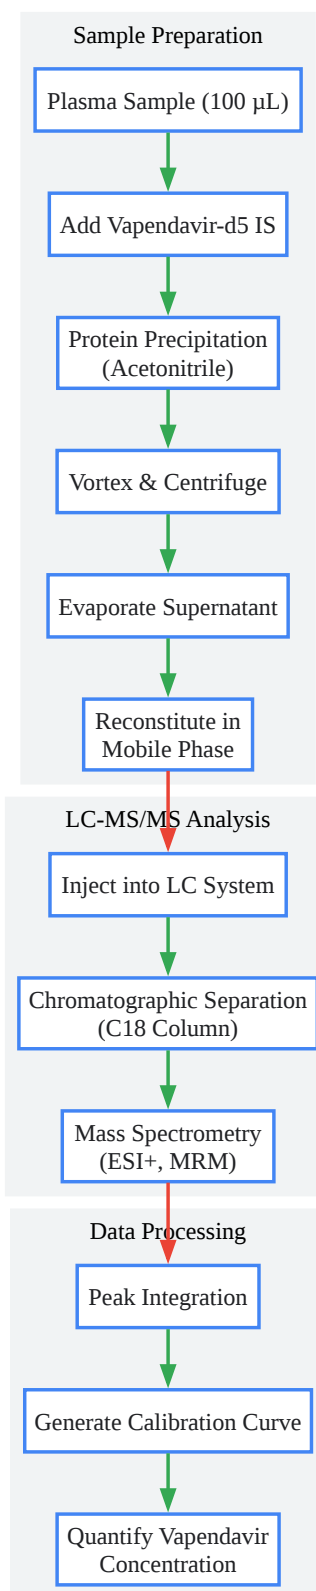 Sample Preparation
Plasma Sample (100 µL)
Add Vapendavir-d5 IS
Protein Precipitation
(Acetonitrile)
Vortex & Centrifuge
Evaporate Supernatant
Reconstitute in
Mobile Phase
LC-MS/MS Analysis
Inject into LC System
Chromatographic Separation
(C18 Column)
Mass Spectrometry
(ESI+, MRM)
Data Processing
Peak Integration
Generate Calibration Curve
Quantify Vapendavir
Concentration